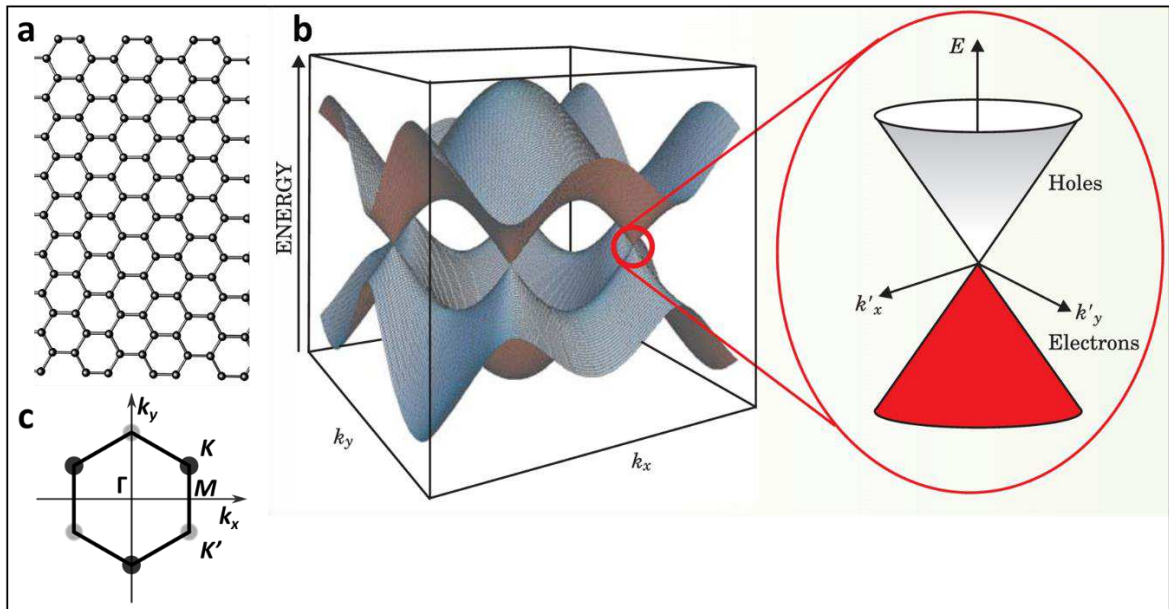 a
b
ENERGY
k_y
k_x
E
Holes
k'_x
k'_y
Electrons
c
k_y
K
Γ
M
k_x
K'